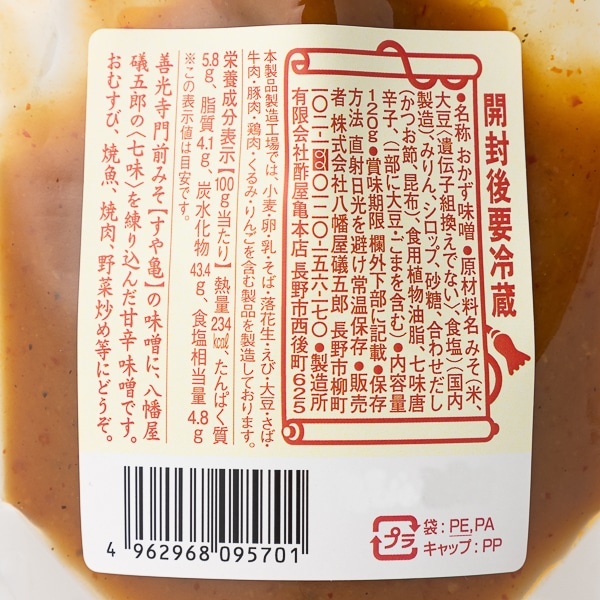 開封後要冷蔵
●名称 おかず味噌 ●原材料名 みそ(米、
大豆〈遺伝子組換えでない〉、食塩)(国内
製造)、みりん、シロップ、砂糖、合わせだし
(かつお節、昆布)、食用植物油脂、七味唐
辛子、(一部に大豆・ごまを含む) ●内容量
120g ●賞味期限 欄外下部に記載 ●保存
方法 直射日光を避け常温保存 ●販売
者 株式会社八幡屋礒五郎 長野市柳町
一〇二-一 〇一二〇-一五六-一七〇 ●製造所
有限会社酢屋亀本店 長野市西後町625
本製品製造工場では、小麦・卵・乳・そば・落花生・えび・大豆・さば・
牛肉・豚肉・鶏肉・くるみ・りんごを含む製品を製造しております。
栄養成分表示【100g当たり】熱量234kcal、たんぱく質
5.8g、脂質4.1g、炭水化物43.4g、食塩相当量4.8g
※この表示値は目安です。
善光寺門前みそ【すや亀】の味噌に、八幡屋
礒五郎の〈七味〉を練り込んだ甘辛味噌です。
おむすび、焼魚、焼肉、野菜炒め等にどうぞ。
4 962968 095701
プラ
袋:PE,PA
キャップ:PP